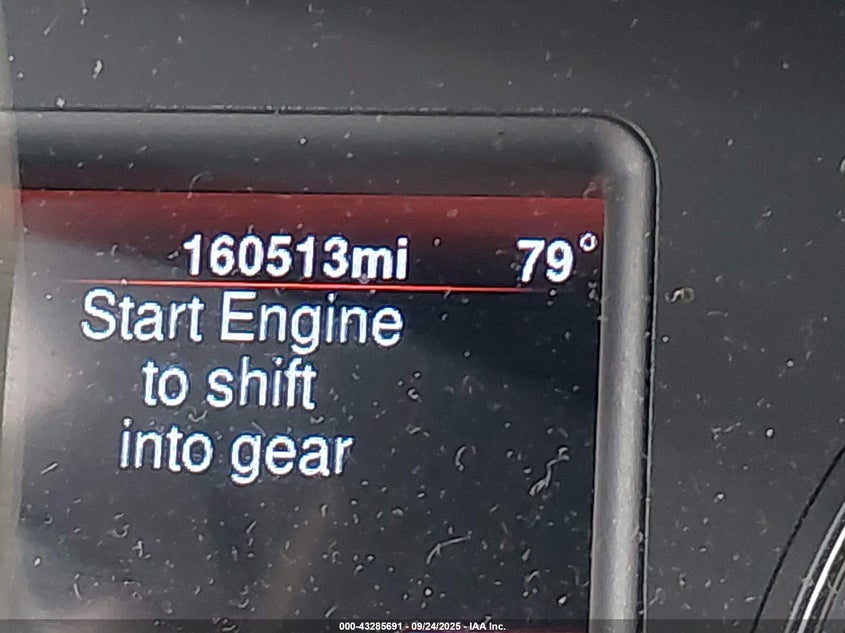 160513mi 79°
Start Engine
to shift
into gear
000-43285691 - 09/24/2025 - IAA Inc.